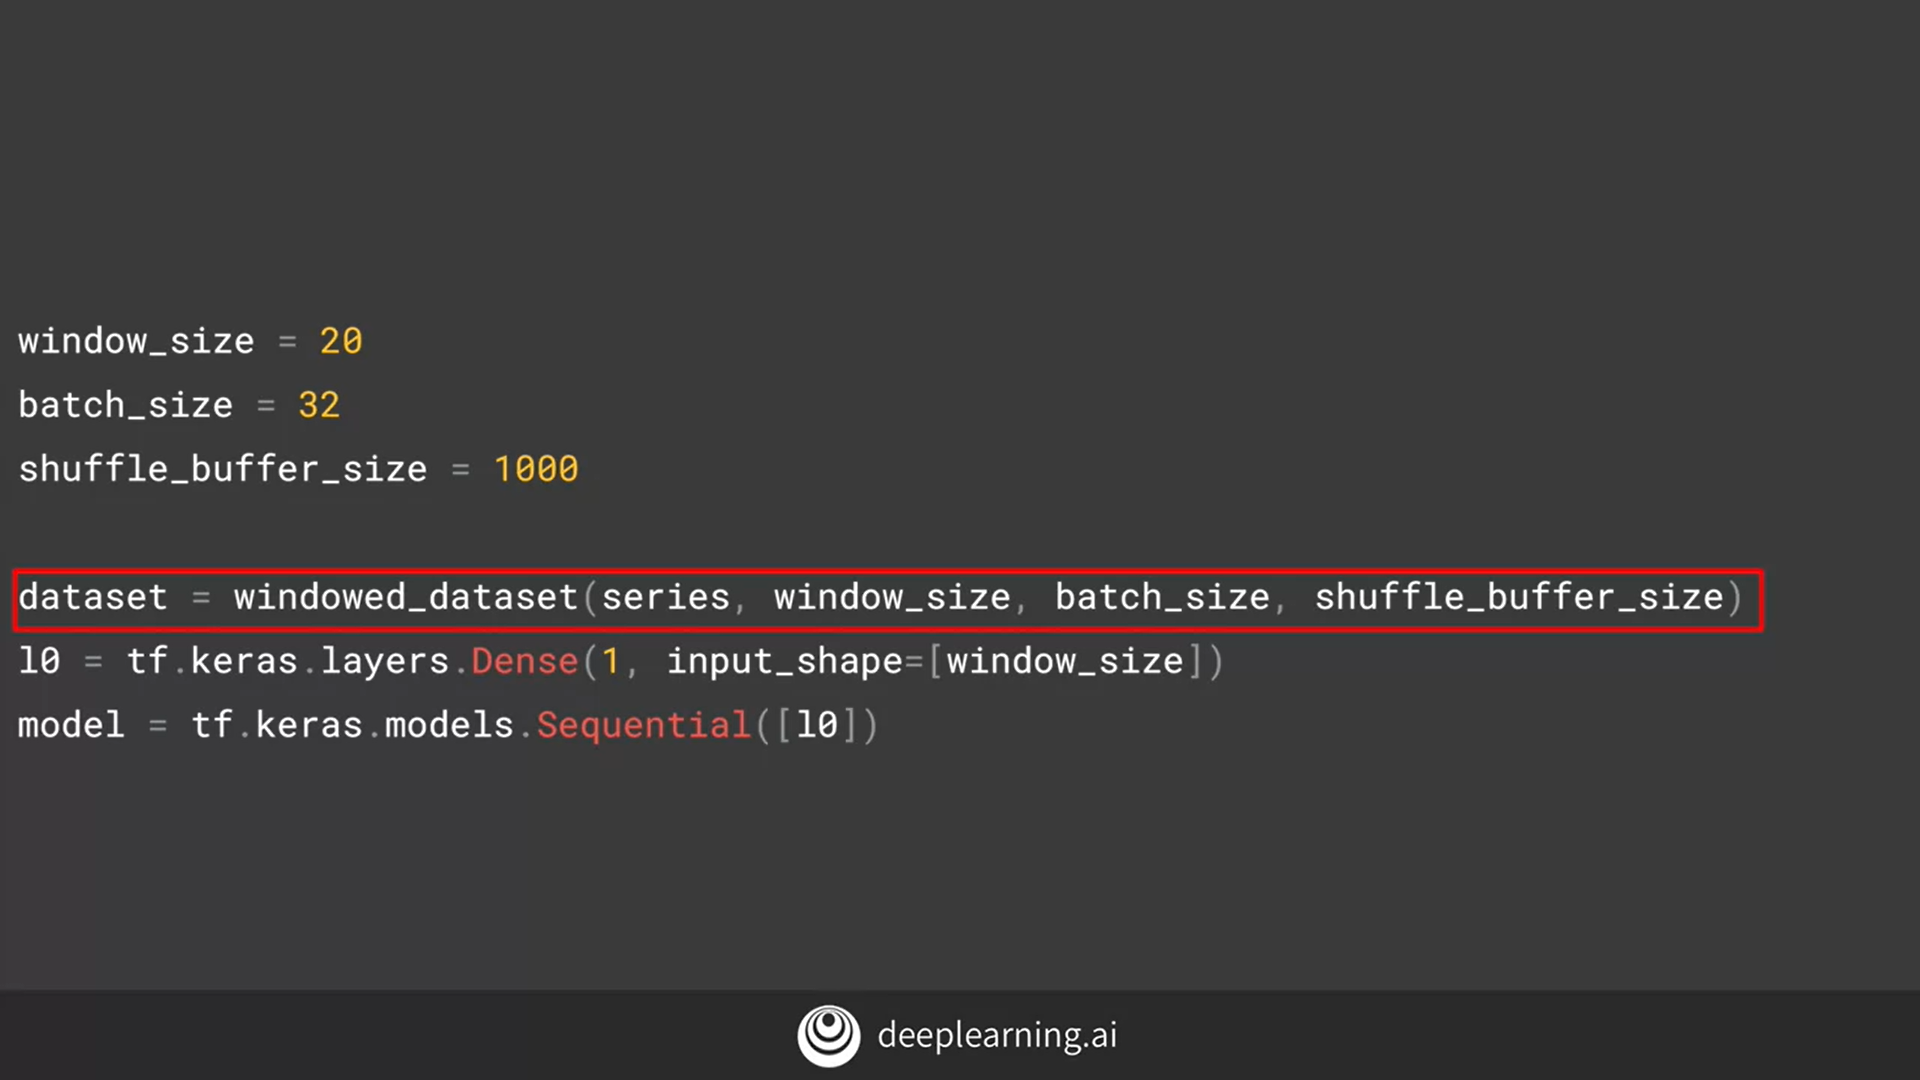 window_size = 20
batch_size = 32
shuffle_buffer_size = 1000
dataset = windowed_dataset(series, window_size, batch_size, shuffle_buffer_size)
l0 = tf.keras.layers.Dense(1, input_shape=[window_size])
model = tf.keras.models.Sequential([l0])
deeplearning.ai